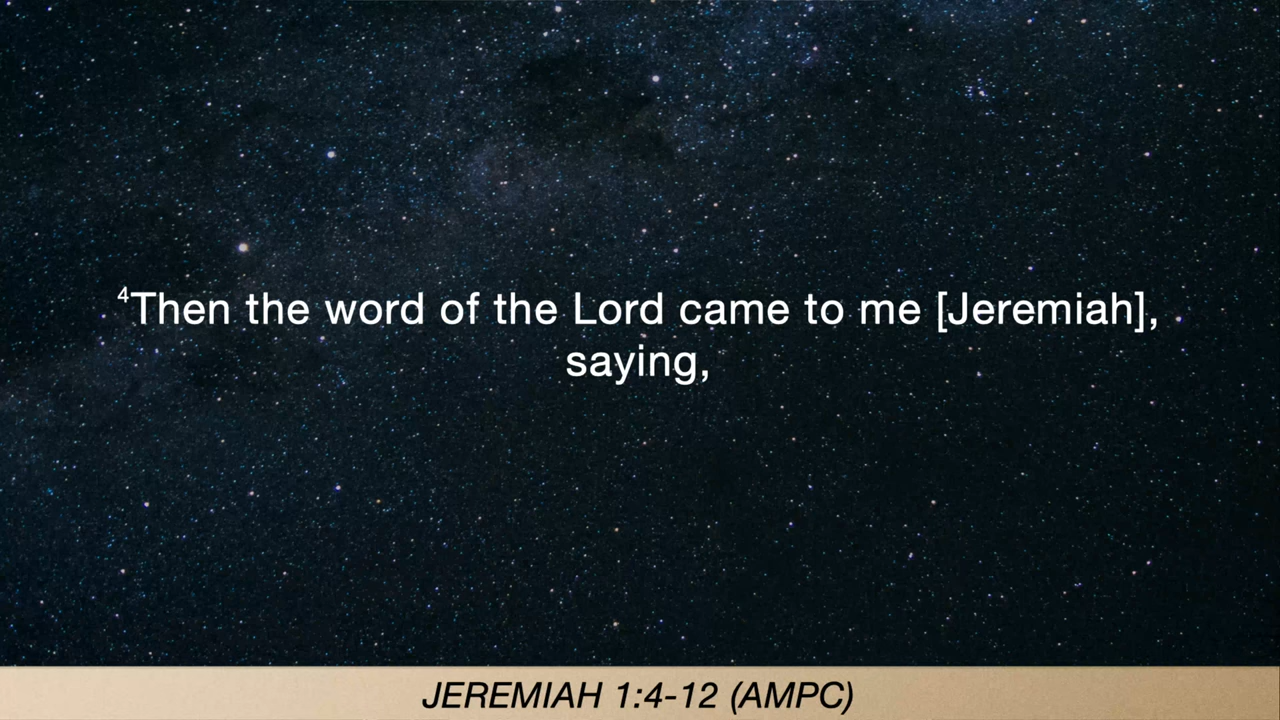 ⁴Then the word of the Lord came to me [Jeremiah],
saying,
JEREMIAH 1:4-12 (AMPC)